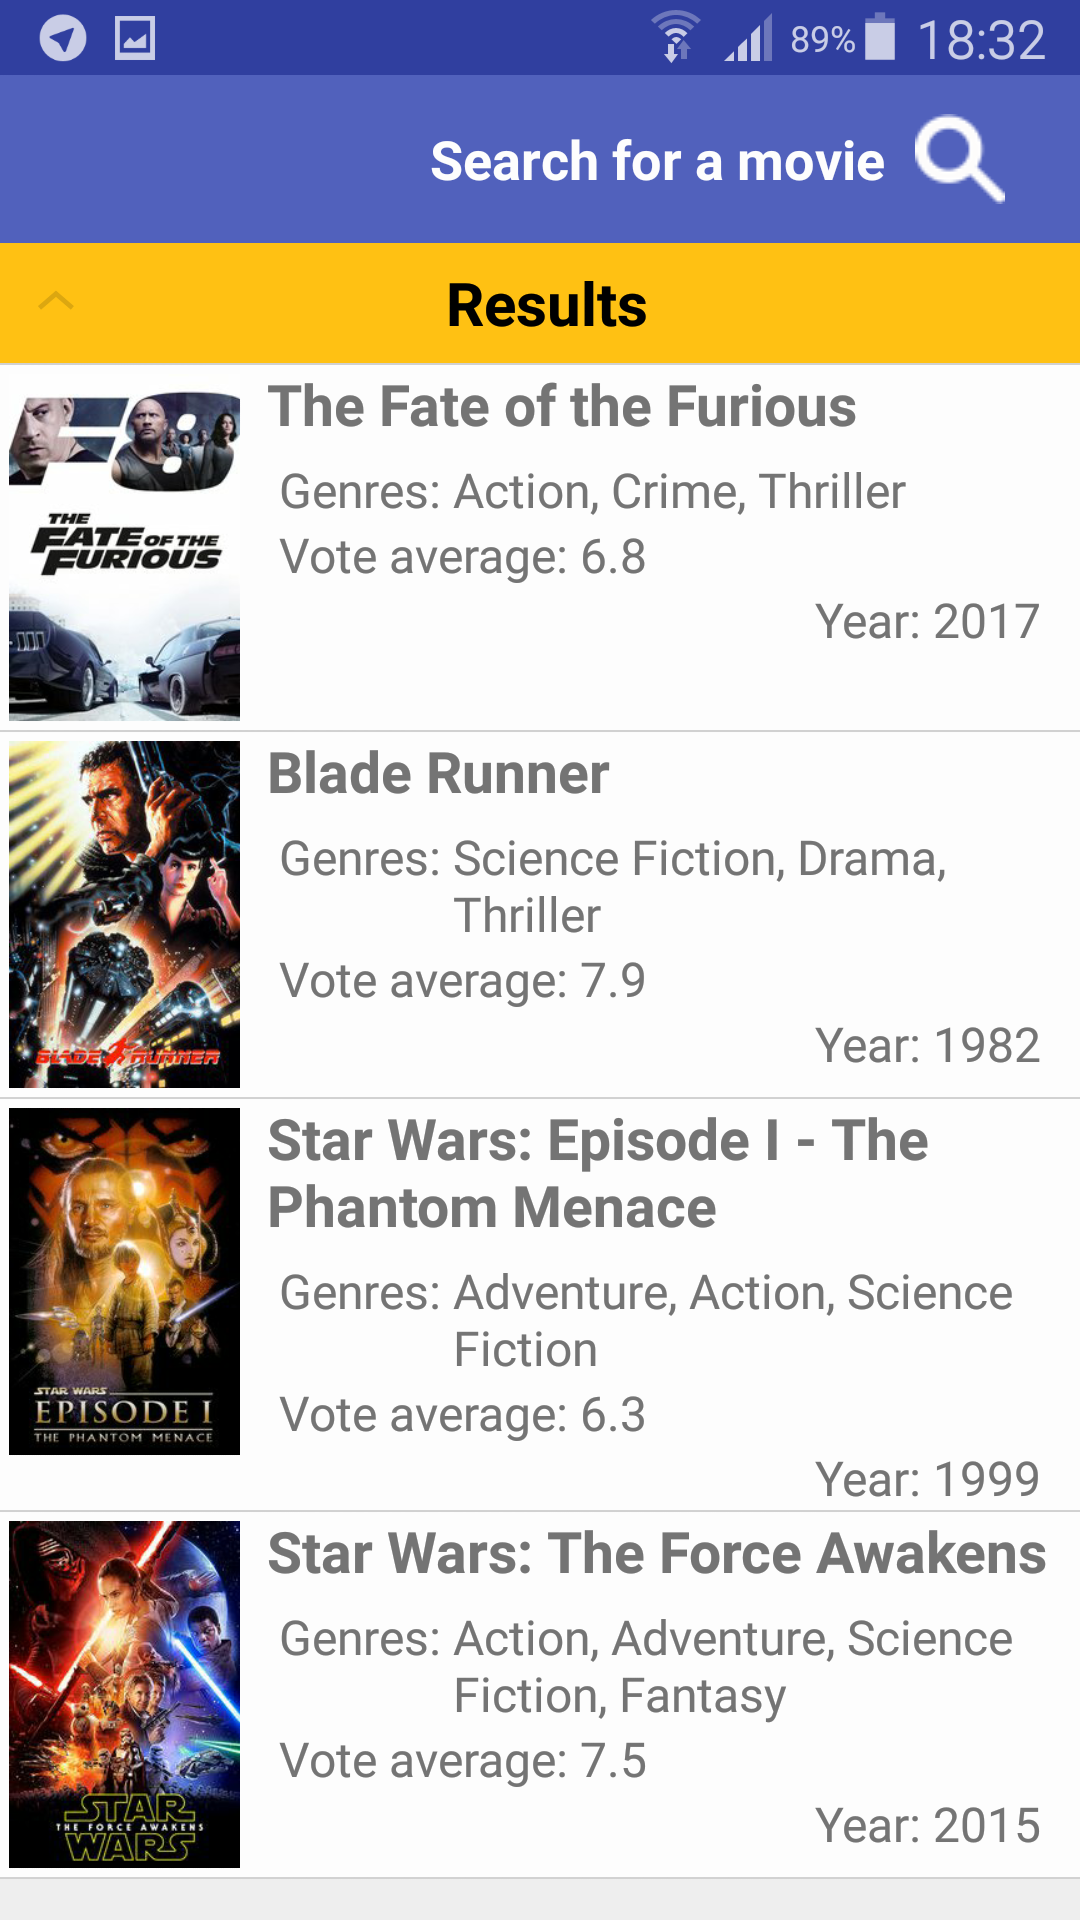 89% 18:32
Search for a movie
Results
F8
THE
FATE OF THE
FURIOUS
The Fate of the Furious
Genres: Action, Crime, Thriller
Vote average: 6.8
Year: 2017
BLADE RUNNER
Blade Runner
Genres: Science Fiction, Drama,
Thriller
Vote average: 7.9
Year: 1982
STAR WARS
EPISODE I
THE PHANTOM MENACE
Star Wars: Episode I - The
Phantom Menace
Genres: Adventure, Action, Science
Fiction
Vote average: 6.3
Year: 1999
STAR
THE FORCE AWAKENS
WARS
Star Wars: The Force Awakens
Genres: Action, Adventure, Science
Fiction, Fantasy
Vote average: 7.5
Year: 2015